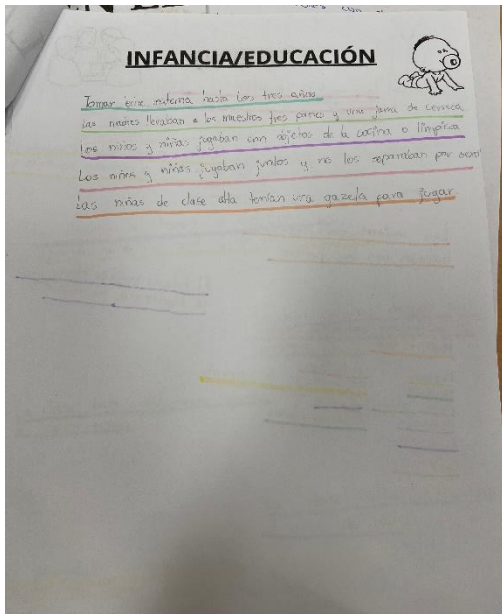 INFANCIA/EDUCACIÓN
Tomar leche materna hasta los tres años
Las madres llevaban a los maestros tres panes y una jarra de cerveza
Los niños y niñas jugaban con objetos de la cocina o limpieza
Los niños y niñas jugaban juntos y no los separaban por sexo
Las niñas de clase alta tenían una gazela para jugar.